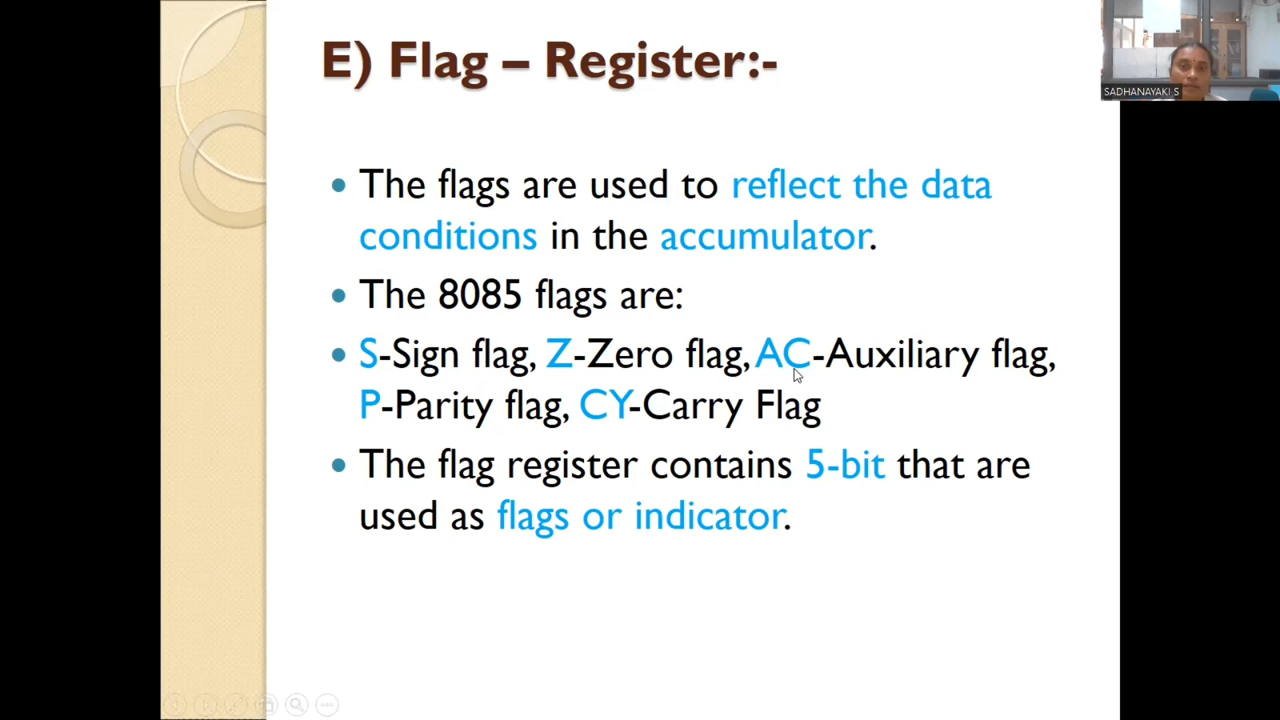 E) Flag – Register:-
SADHANAYAKI S
The flags are used to reflect the data
conditions in the accumulator.
The 8085 flags are:
S-Sign flag, Z-Zero flag, AC-Auxiliary flag,
P-Parity flag, CY-Carry Flag
The flag register contains 5-bit that are
used as flags or indicator.